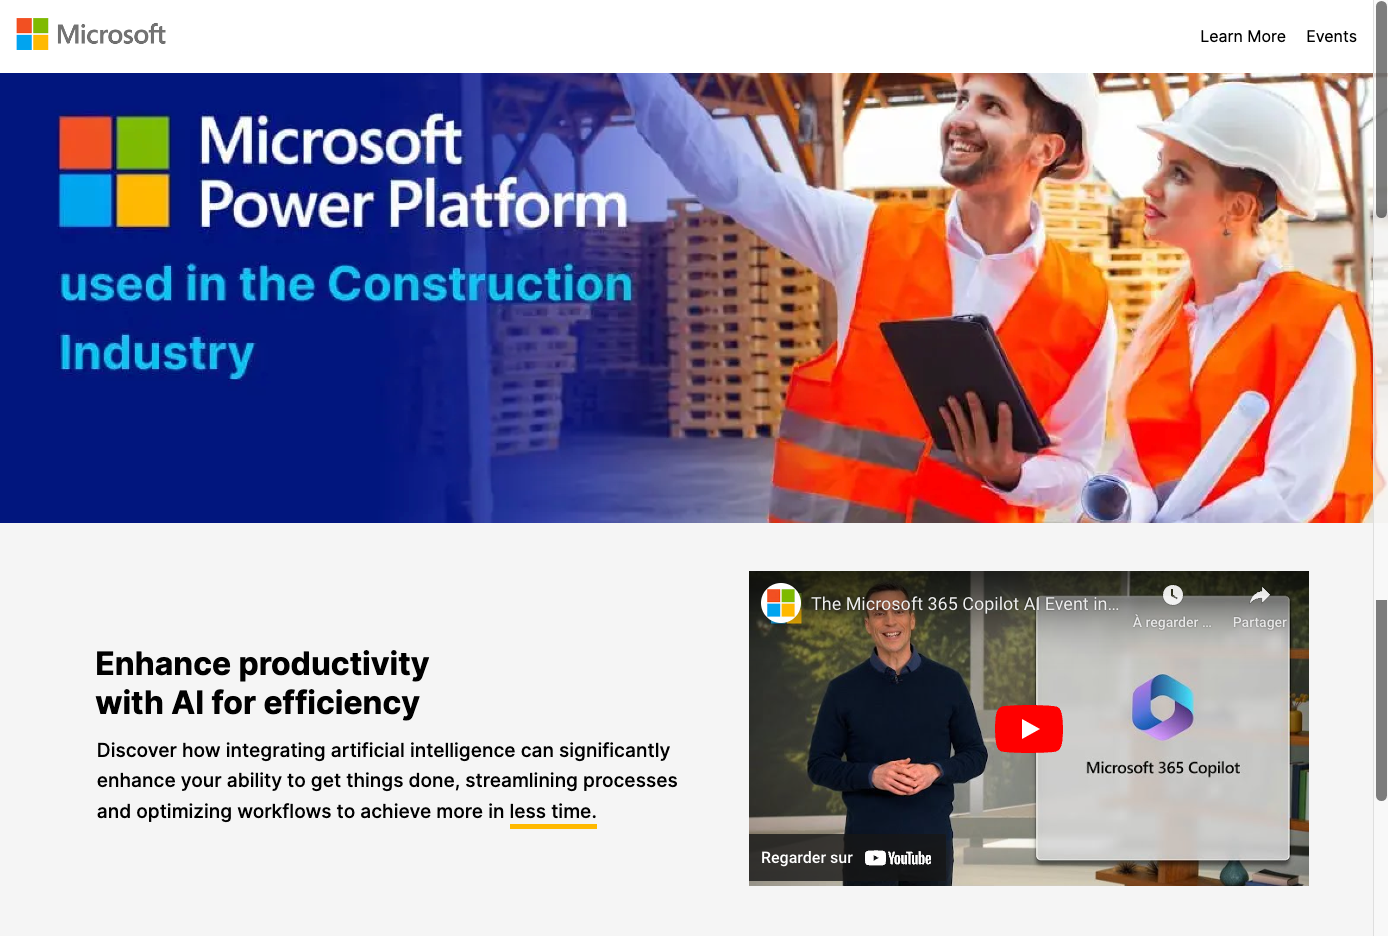 Microsoft
Learn More
Events
Microsoft
Power Platform
used in the Construction
Industry
Enhance productivity
with AI for efficiency
Discover how integrating artificial intelligence can significantly
enhance your ability to get things done, streamlining processes
and optimizing workflows to achieve more in less time.
The Microsoft 365 Copilot AI Event in...
À regarder ...
Partager
Microsoft 365 Copilot
Regarder sur YouTube